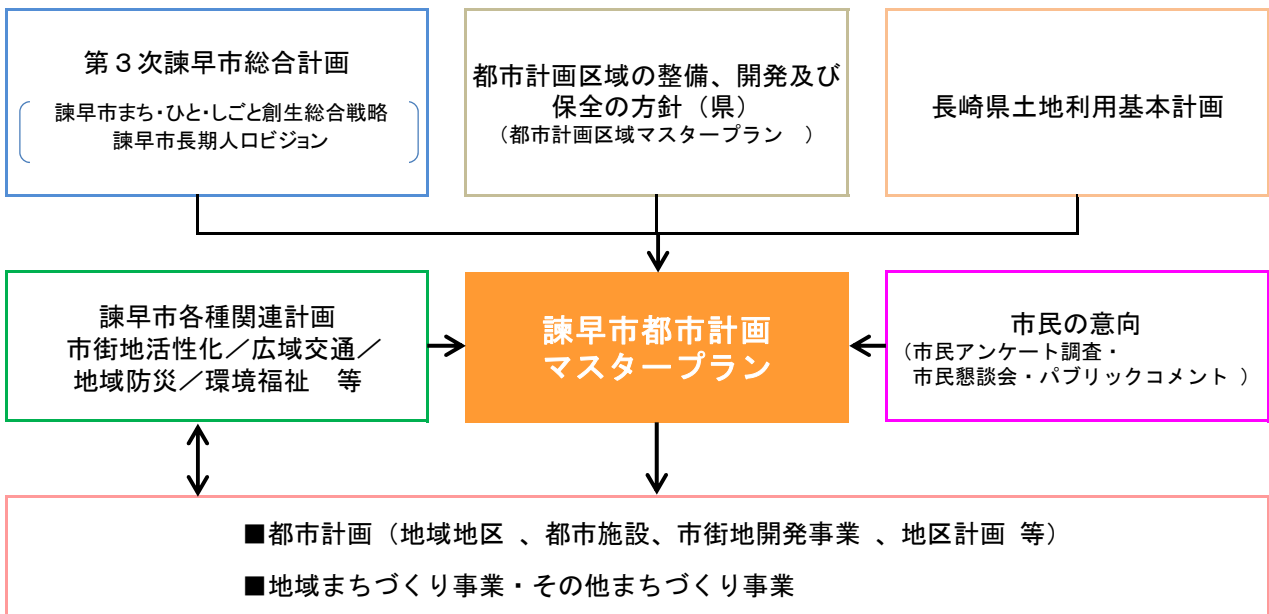 第3次諫早市総合計画
諫早市まち・ひと・しごと創生総合戦略
諫早市長期人口ビジョン
都市計画区域の整備、開発及び
保全の方針（県）
（都市計画区域マスタープラン　）
長崎県土地利用基本計画
諫早市各種関連計画
市街地活性化／広域交通／
地域防災／環境福祉　等
諫早市都市計画
マスタープラン
市民の意向
（市民アンケート調査・
市民懇談会・パブリックコメント ）
■都市計画（地域地区 、都市施設、市街地開発事業 、地区計画 等）
■地域まちづくり事業・その他まちづくり事業